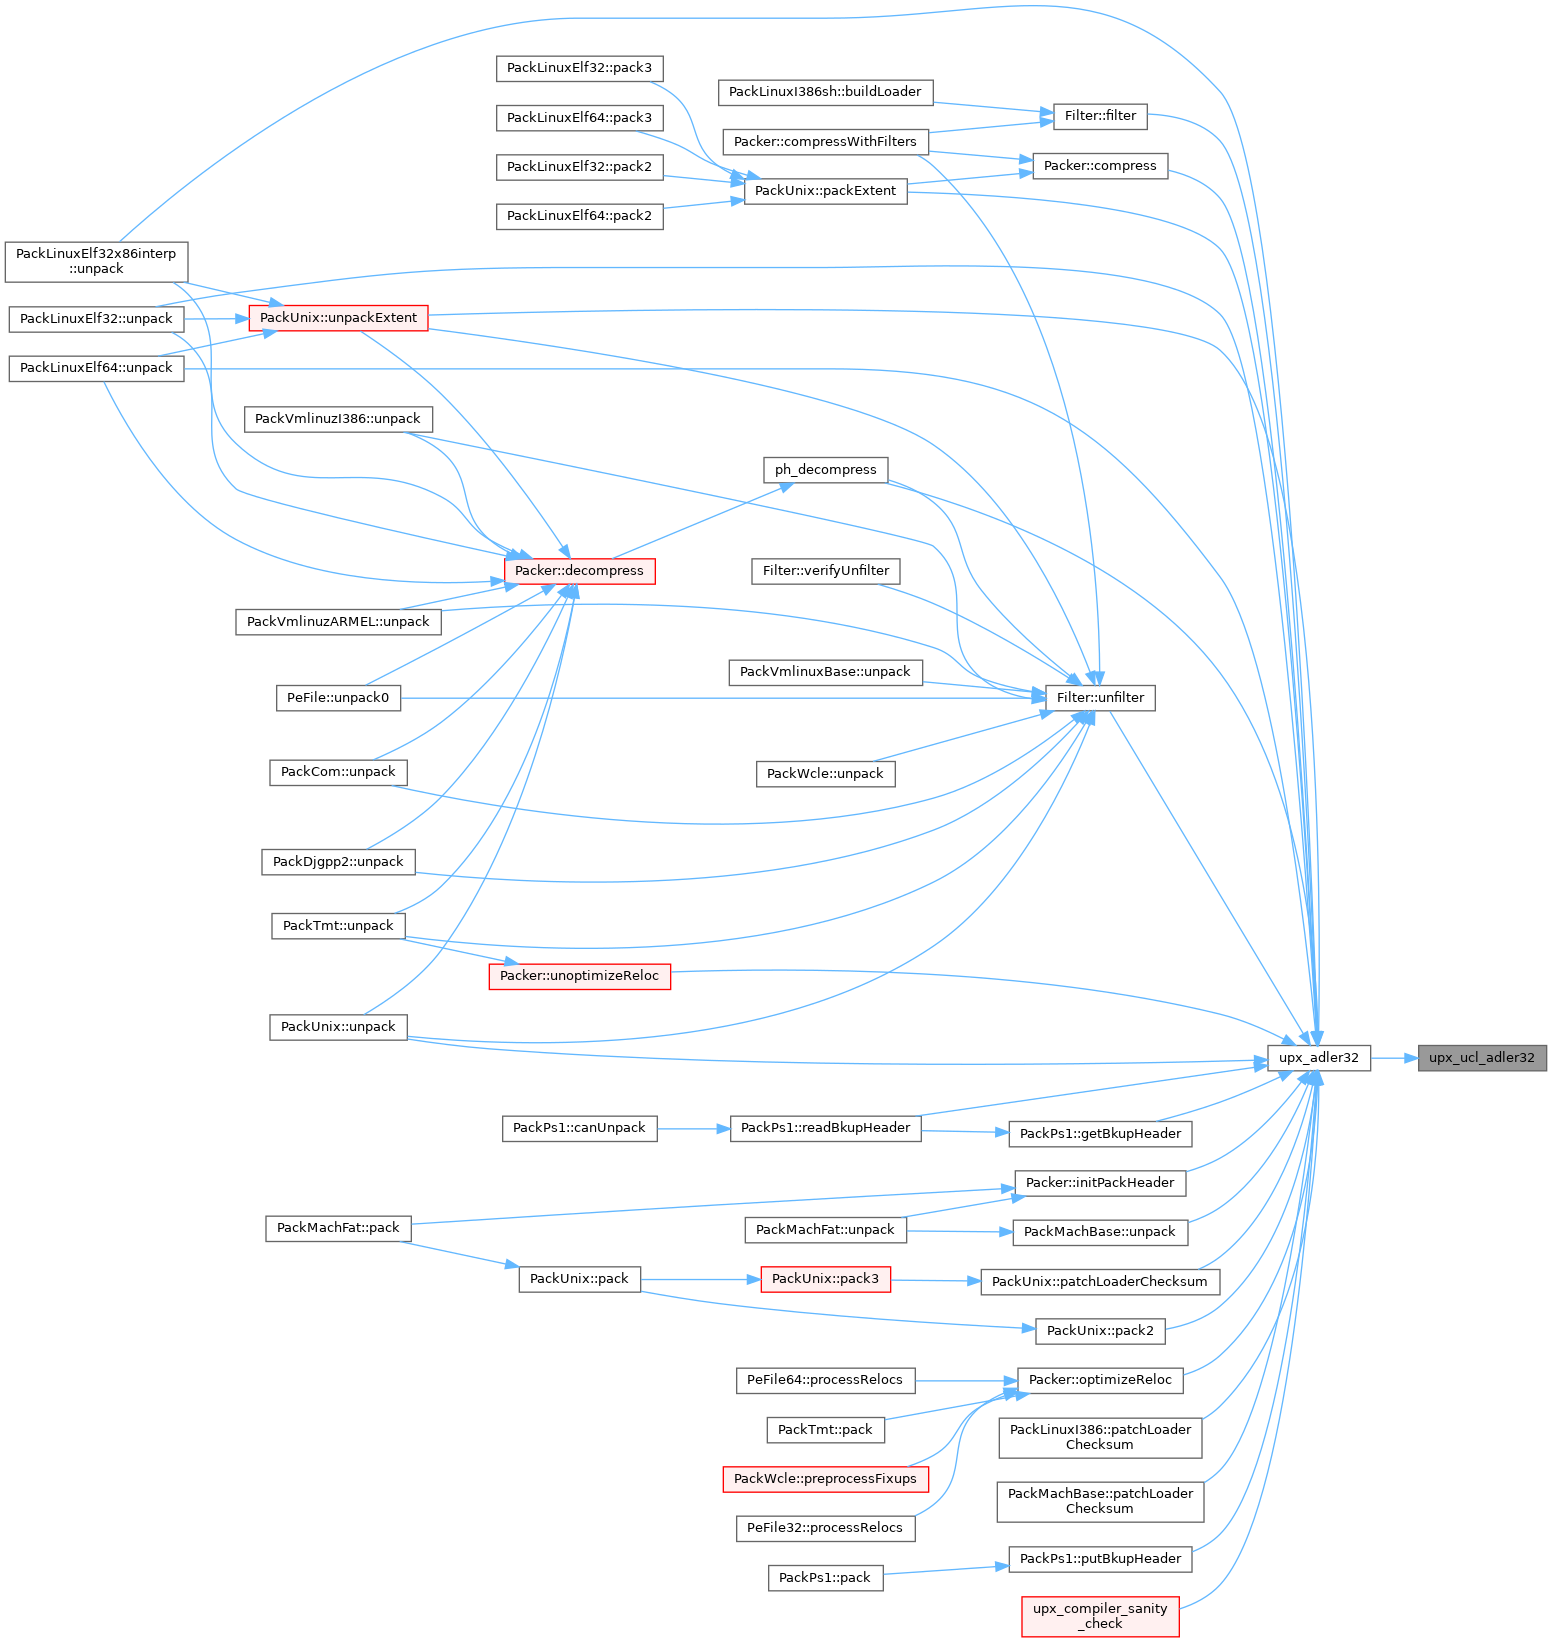 PackLinuxElf32::pack3
PackLinuxI386sh::buildLoader
Filter::filter
PackLinuxElf64::pack3
Packer::compressWithFilters
PackLinuxElf32::pack2
Packer::compress
PackUnix::packExtent
PackLinuxElf64::pack2
PackLinuxElf32x86interp
::unpack
PackLinuxElf32::unpack
PackUnix::unpackExtent
PackLinuxElf64::unpack
PackVmlinuzI386::unpack
ph_decompress
Packer::decompress
Filter::verifyUnfilter
PackVmlinuzARMEL::unpack
PackVmlinuxBase::unpack
PeFile::unpack0
Filter::unfilter
PackCom::unpack
PackWcle::unpack
PackDjgpp2::unpack
PackTmt::unpack
Packer::unoptimizeReloc
PackUnix::unpack
upx_adler32
upx_ucl_adler32
PackPs1::canUnpack
PackPs1::readBkupHeader
PackPs1::getBkupHeader
Packer::initPackHeader
PackMachFat::pack
PackMachFat::unpack
PackMachBase::unpack
PackUnix::pack
PackUnix::pack3
PackUnix::patchLoaderChecksum
PackUnix::pack2
PeFile64::processRelocs
Packer::optimizeReloc
PackTmt::pack
PackLinuxI386::patchLoader
Checksum
PackWcle::preprocessFixups
PackMachBase::patchLoader
Checksum
PeFile32::processRelocs
PackPs1::putBkupHeader
PackPs1::pack
upx_compiler_sanity
_check